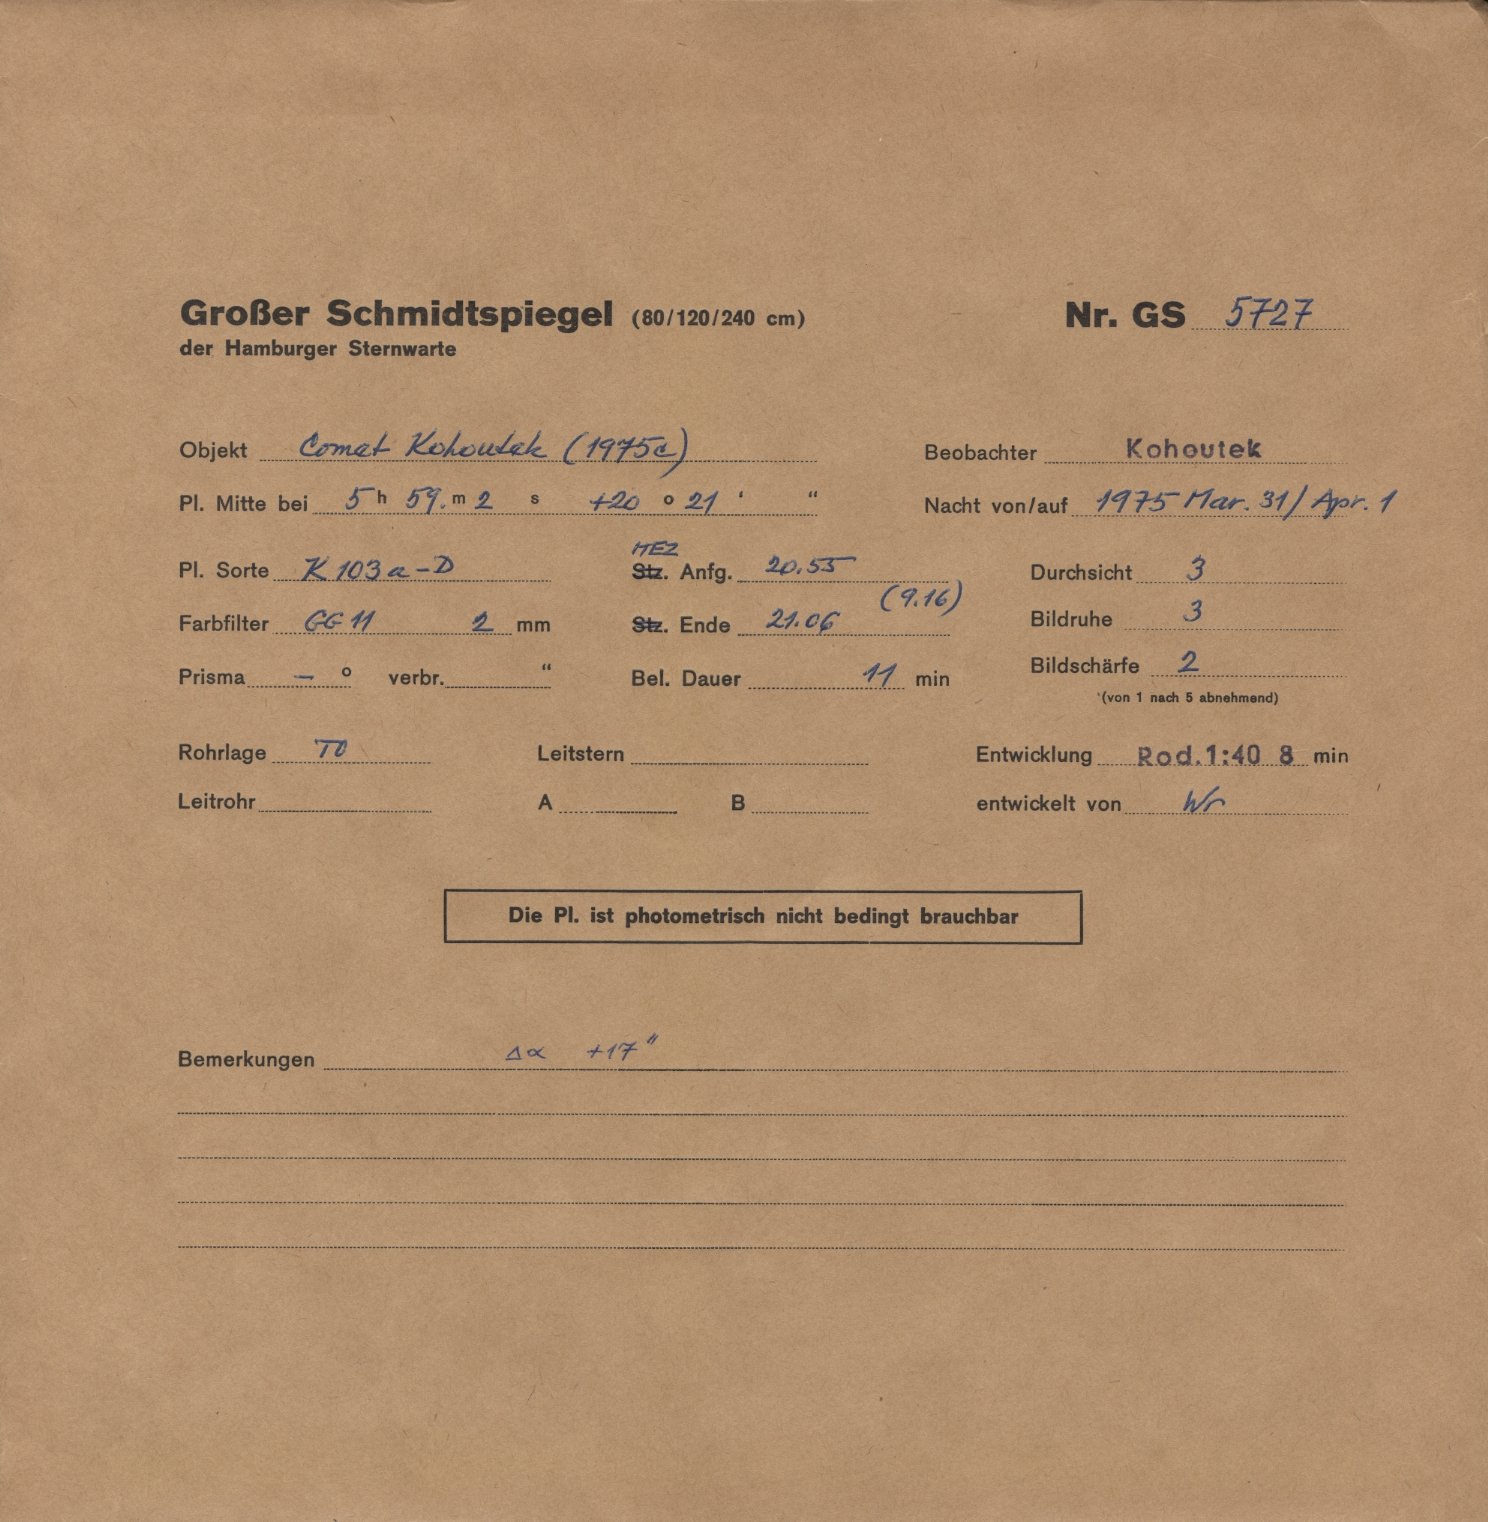 Großer Schmidtspiegel (80/120/240 cm) Nr. GS 5727
der Hamburger Sternwarte
Objekt Comet Kohoutek (1975c) Beobachter Kohoutek
Pl. Mitte bei 5 h 59. m 2 s +20 o 21 ' “ Nacht von/auf 1975 Mar. 31/Apr. 1
MEZ
Pl. Sorte K 103a-D Stz. Anfg. 20.55 Durchsicht 3
(9.16)
Farbfilter GG 11 2 mm Stz. Ende 21.06 Bildruhe 3
Prisma – o verbr. “ Bel. Dauer 11 min Bildschärfe 2
(von 1 nach 5 abnehmend)
Rohrlage TO Leitstern Entwicklung Rod.1:40 8 min
Leitrohr A B entwickelt von Wr
Die Pl. ist photometrisch nicht bedingt brauchbar
Bemerkungen Δα +17"